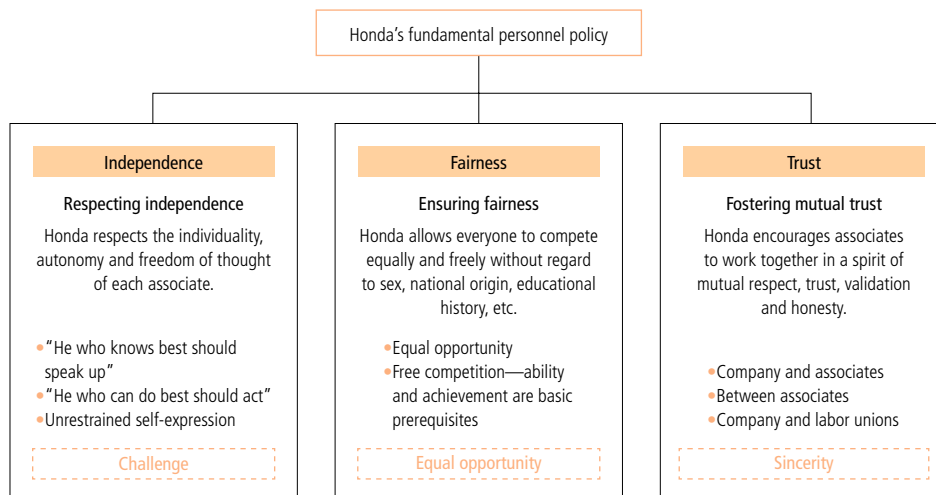 Honda's fundamental personnel policy
Independence
Respecting independence
Honda respects the individuality,
autonomy and freedom of thought
of each associate.
•“He who knows best should
speak up”
•“He who can do best should act”
•Unrestrained self-expression
Challenge
Fairness
Ensuring fairness
Honda allows everyone to compete
equally and freely without regard
to sex, national origin, educational
history, etc.
•Equal opportunity
•Free competition—ability
and achievement are basic
prerequisites
Equal opportunity
Trust
Fostering mutual trust
Honda encourages associates
to work together in a spirit of
mutual respect, trust, validation
and honesty.
•Company and associates
•Between associates
•Company and labor unions
Sincerity